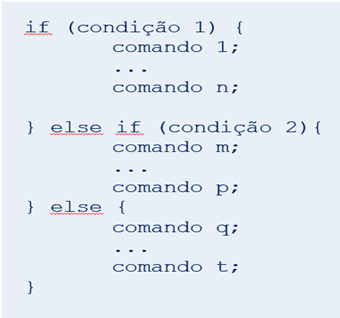 if (condição 1) {
comando 1;
...
comando n;
} else if (condição 2){
comando m;
...
comando p;
} else {
comando q;
...
comando t;
}